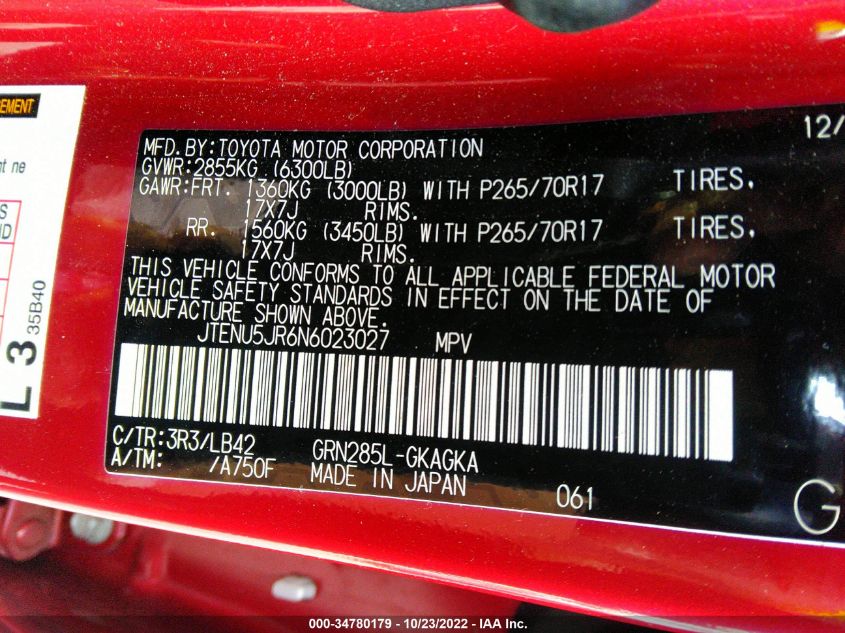 EMENT
t ne
S
ND
L 3 35B40
12/
MFD.BY:TOYOTA MOTOR CORPORATION
GVWR:2855KG (6300LB)
GAWR:FRT. 1360KG (3000LB) WITH P265/70R17 TIRES,
17X7J RIMS.
RR. 1560KG (3450LB) WITH P265/70R17 TIRES,
17X7J RIMS.
THIS VEHICLE CONFORMS TO ALL APPLICABLE FEDERAL MOTOR
VEHICLE SAFETY STANDARDS IN EFFECT ON THE DATE OF
MANUFACTURE SHOWN ABOVE.
JTENU5JR6N6023027 MPV
C/TR:3R3/LB42 GRN285L-GKAGKA
A/TM: /A750F MADE IN JAPAN 061
G
000-34780179 - 10/23/2022 - IAA Inc.